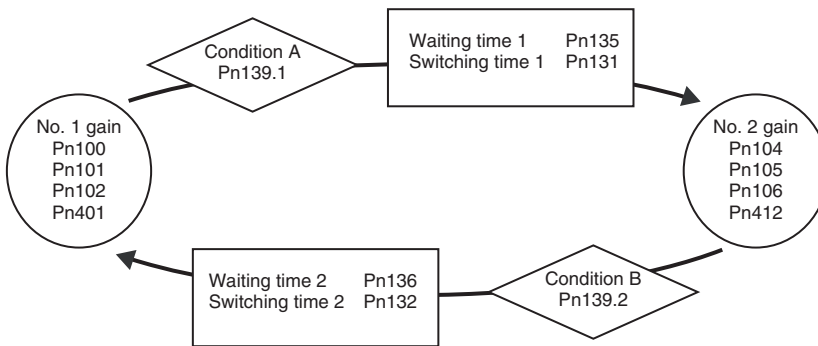 Condition A
Pn139.1
Waiting time 1 Pn135
Switching time 1 Pn131
No. 1 gain
Pn100
Pn101
Pn102
Pn401
No. 2 gain
Pn104
Pn105
Pn106
Pn412
Waiting time 2 Pn136
Switching time 2 Pn132
Condition B
Pn139.2